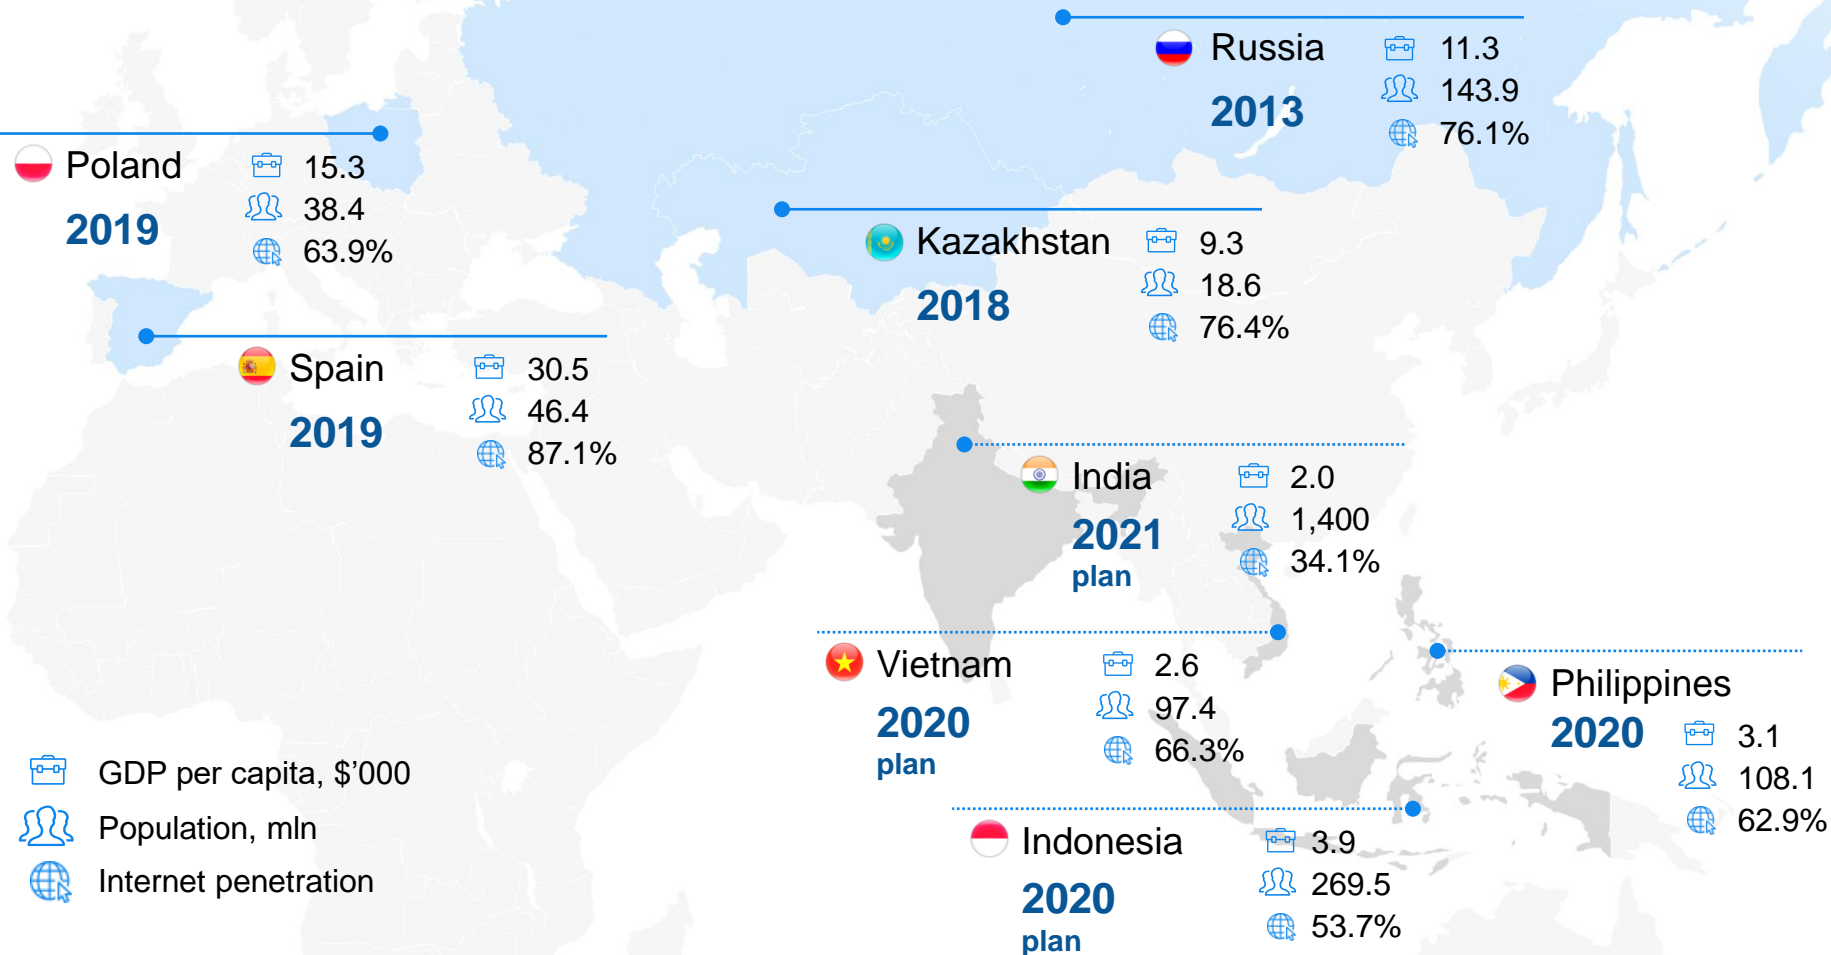 Russia
2013
11.3
143.9
76.1%
Poland
2019
15.3
38.4
63.9%
Kazakhstan
2018
9.3
18.6
76.4%
Spain
2019
30.5
46.4
87.1%
India
2021
plan
2.0
1,400
34.1%
Vietnam
2020
plan
2.6
97.4
66.3%
Philippines
2020
3.1
108.1
62.9%
Indonesia
2020
plan
3.9
269.5
53.7%
GDP per capita, $’000
Population, mln
Internet penetration